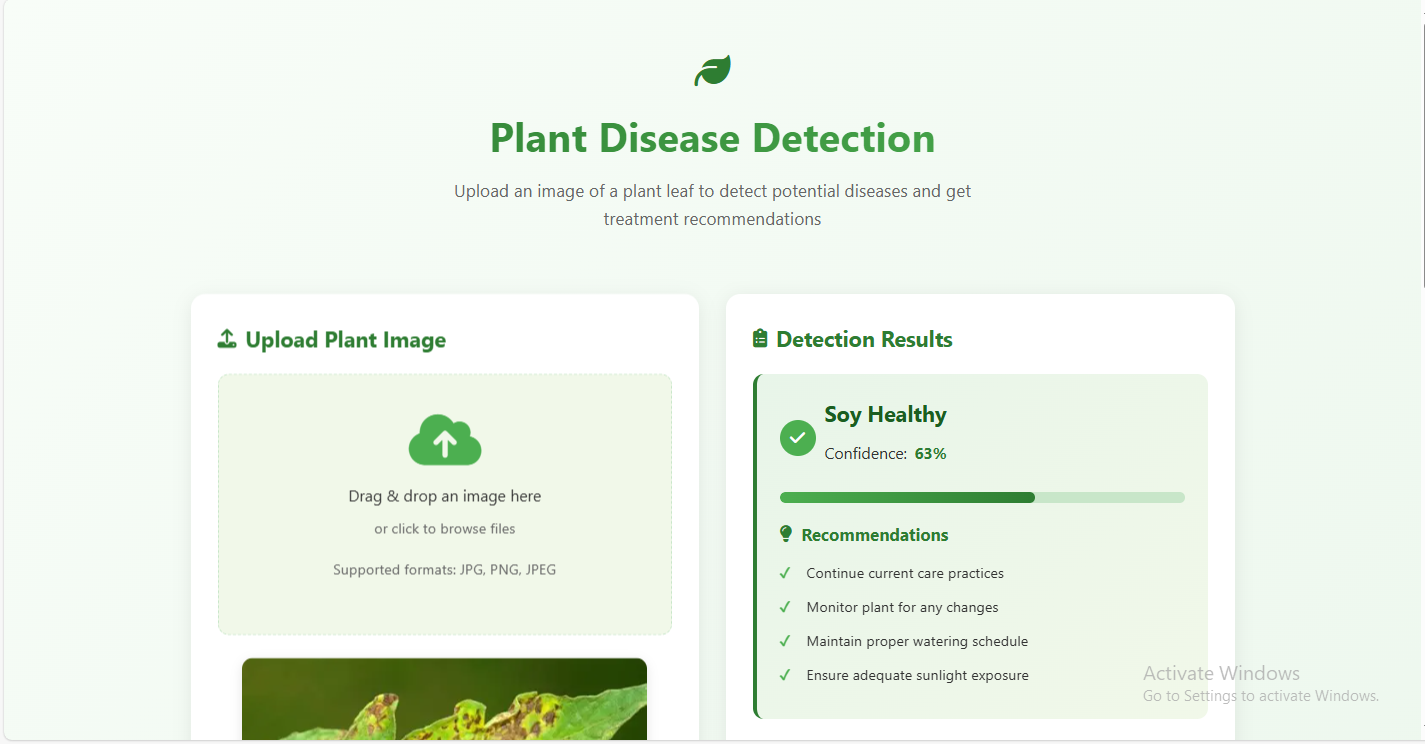 Plant Disease Detection
Upload an image of a plant leaf to detect potential diseases and get
treatment recommendations
Upload Plant Image
Drag & drop an image here
or click to browse files
Supported formats: JPG, PNG, JPEG
Detection Results
Soy Healthy
Confidence: 63%
Recommendations
Continue current care practices
Monitor plant for any changes
Maintain proper watering schedule
Ensure adequate sunlight exposure
Activate Windows
Go to Settings to activate Windows.